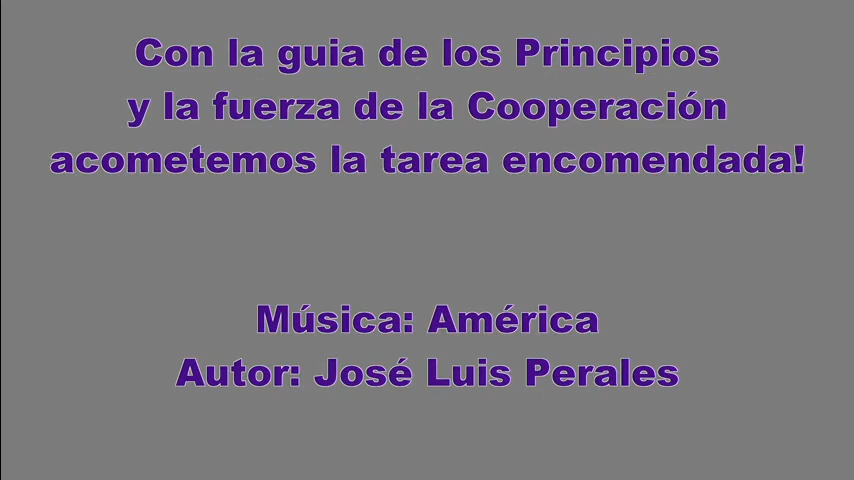 Con la guia de los Principios
y la fuerza de la Cooperación
acometemos la tarea encomendada!
Música: América
Autor: José Luis Perales